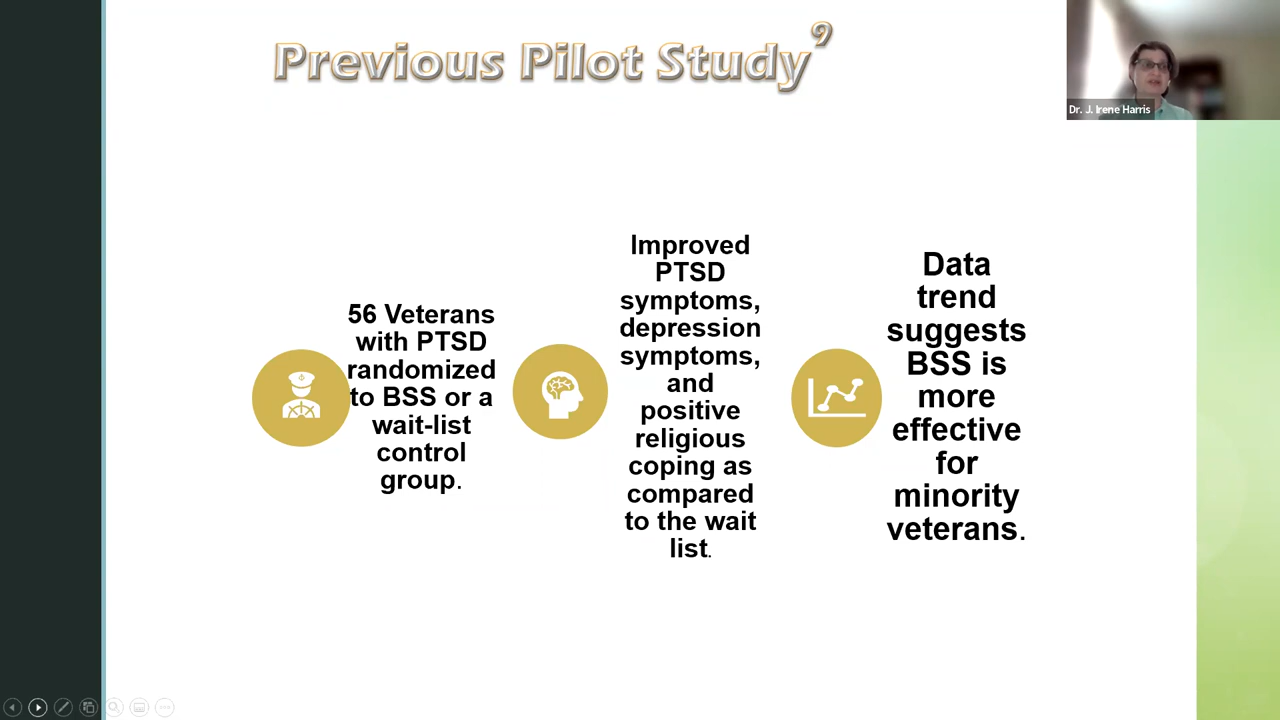 Previous Pilot Study9
Dr. J. Irene Harris
56 Veterans
with PTSD
randomized
to BSS or a
wait-list
control
group.
Improved
PTSD
symptoms,
depression
symptoms,
and
positive
religious
coping as
compared
to the wait
list.
Data
trend
suggests
BSS is
more
effective
for
minority
veterans.